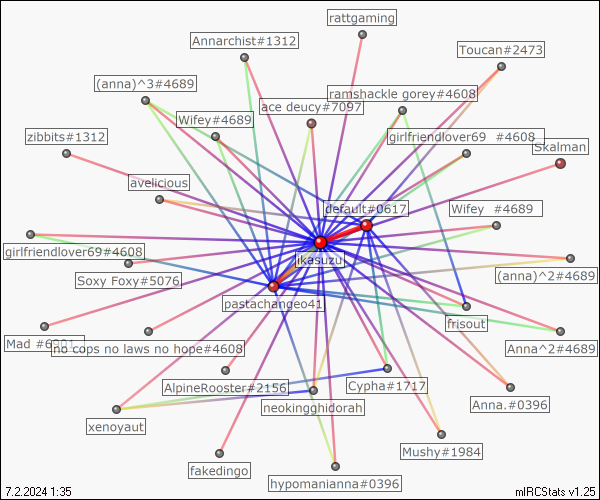 rattgaming
Annarchist#1312
Toucan#2473
(anna)^3#4689
ramshackle gorey#4608
ace deucy#7097
Wifey#4689
zibbits#1312
girlfriendlover69 #4608
Skalman
avelicious
default#0617
Wifey #4689
girlfriendlover69#4608
ikasuzu
Soxy Foxy#5076
(anna)^2#4689
pastachangeo41
frisout
Mad
no cops no laws no hope#4608
Anna^2#4689
AlpineRooster#2156
Cypha#1717
neokingghidorah
Anna.#0396
xenoyaut
Mushy#1984
fakedingo
hypomanianna#0396
7.2.2024 1:35
mIRCStats v1.25